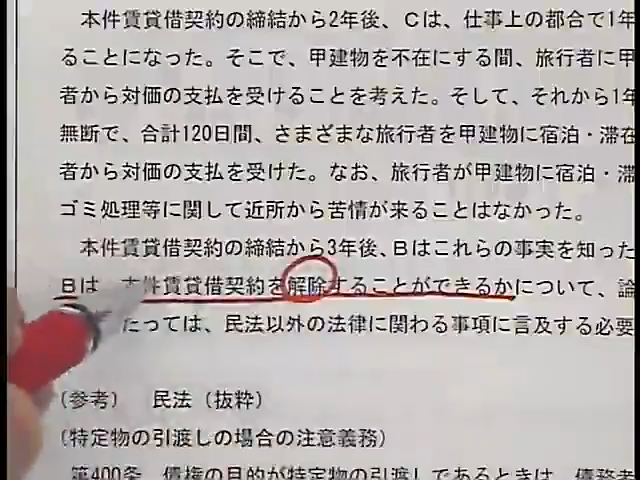 本件賃貸借契約の締結から2年後、Cは、仕事上の都合で1年
ることになった。そこで、甲建物を不在にする間、旅行者に甲
者から対価の支払を受けることを考えた。そして、それから1年
無断で、合計120日間、さまざまな旅行者を甲建物に宿泊・滞在
者から対価の支払を受けた。なお、旅行者が甲建物に宿泊・滞
ゴミ処理等に関して近所から苦情が来ることはなかった。
本件賃貸借契約の締結から3年後、Bはこれらの事実を知った
Bは、本件賃貸借契約を解除することができるかについて、論
たっては、民法以外の法律に関わる事項に言及する必要
(参考) 民法(抜粋)
(特定物の引渡しの場合の注意義務)
第400条 債権の目的が特定物の引渡しであるときは、債務者